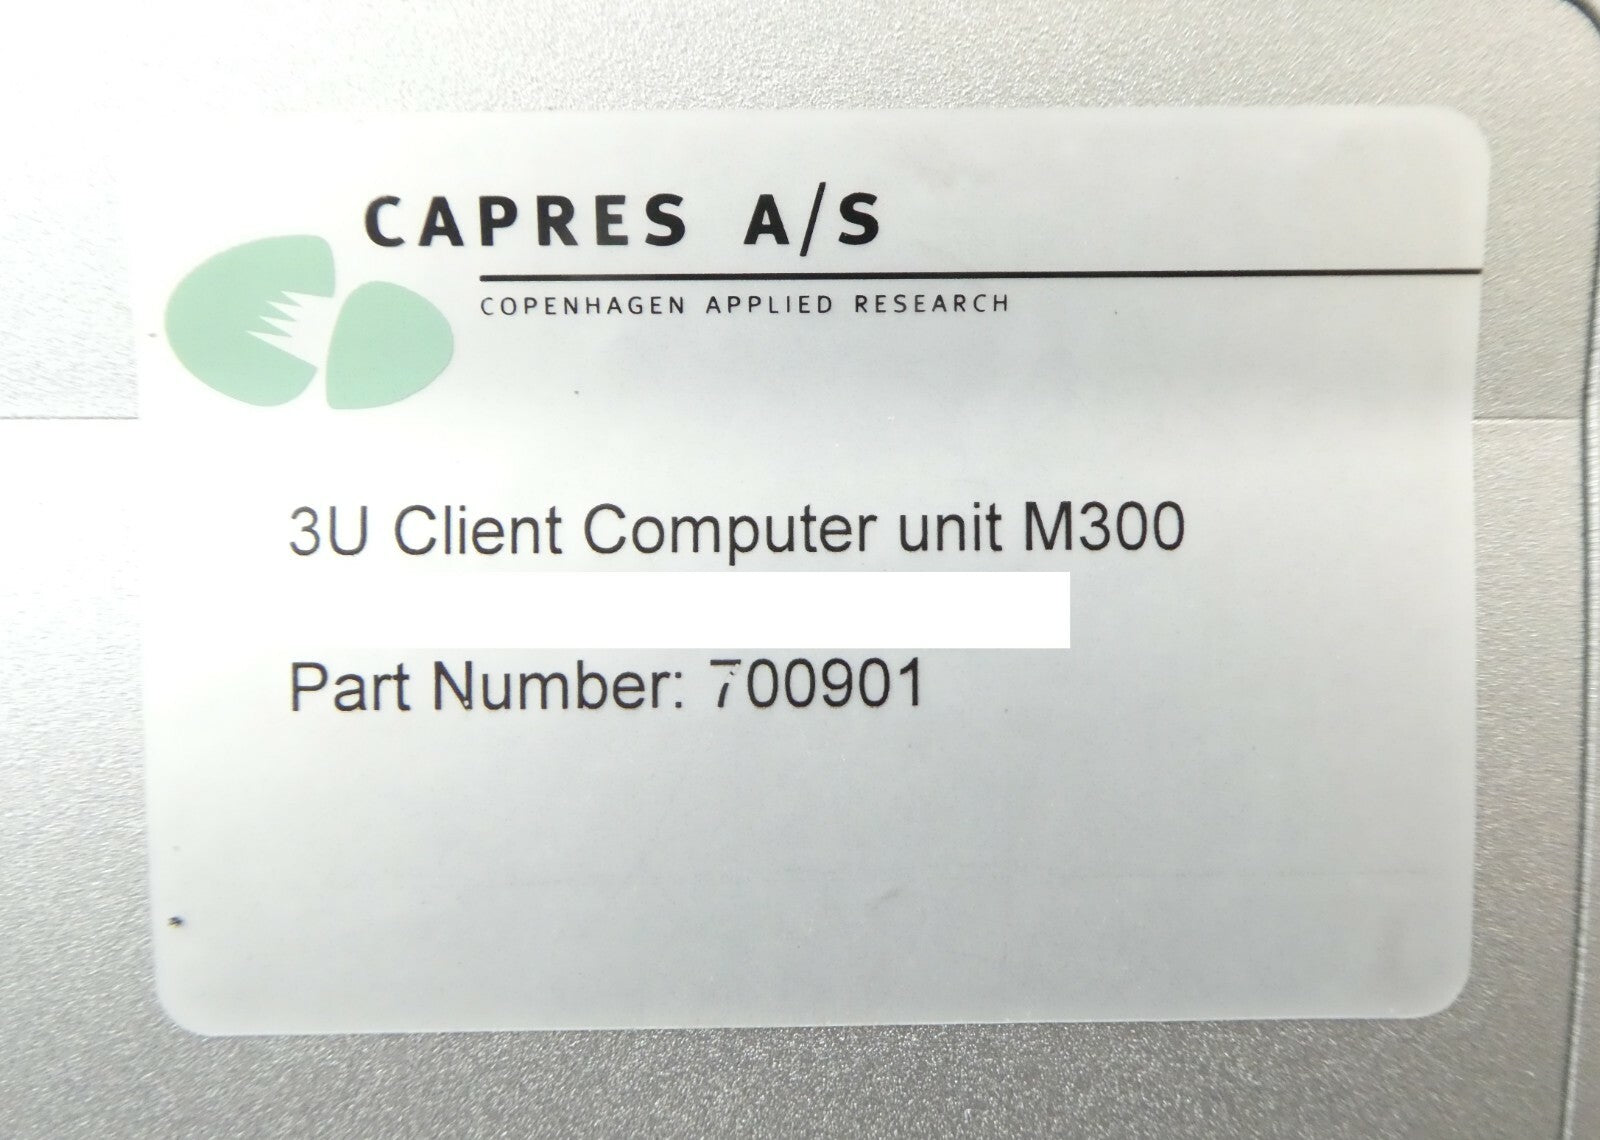 CAPRES A/S
COPENHAGEN APPLIED RESEARCH
3U Client Computer unit M300
Part Number: 700901